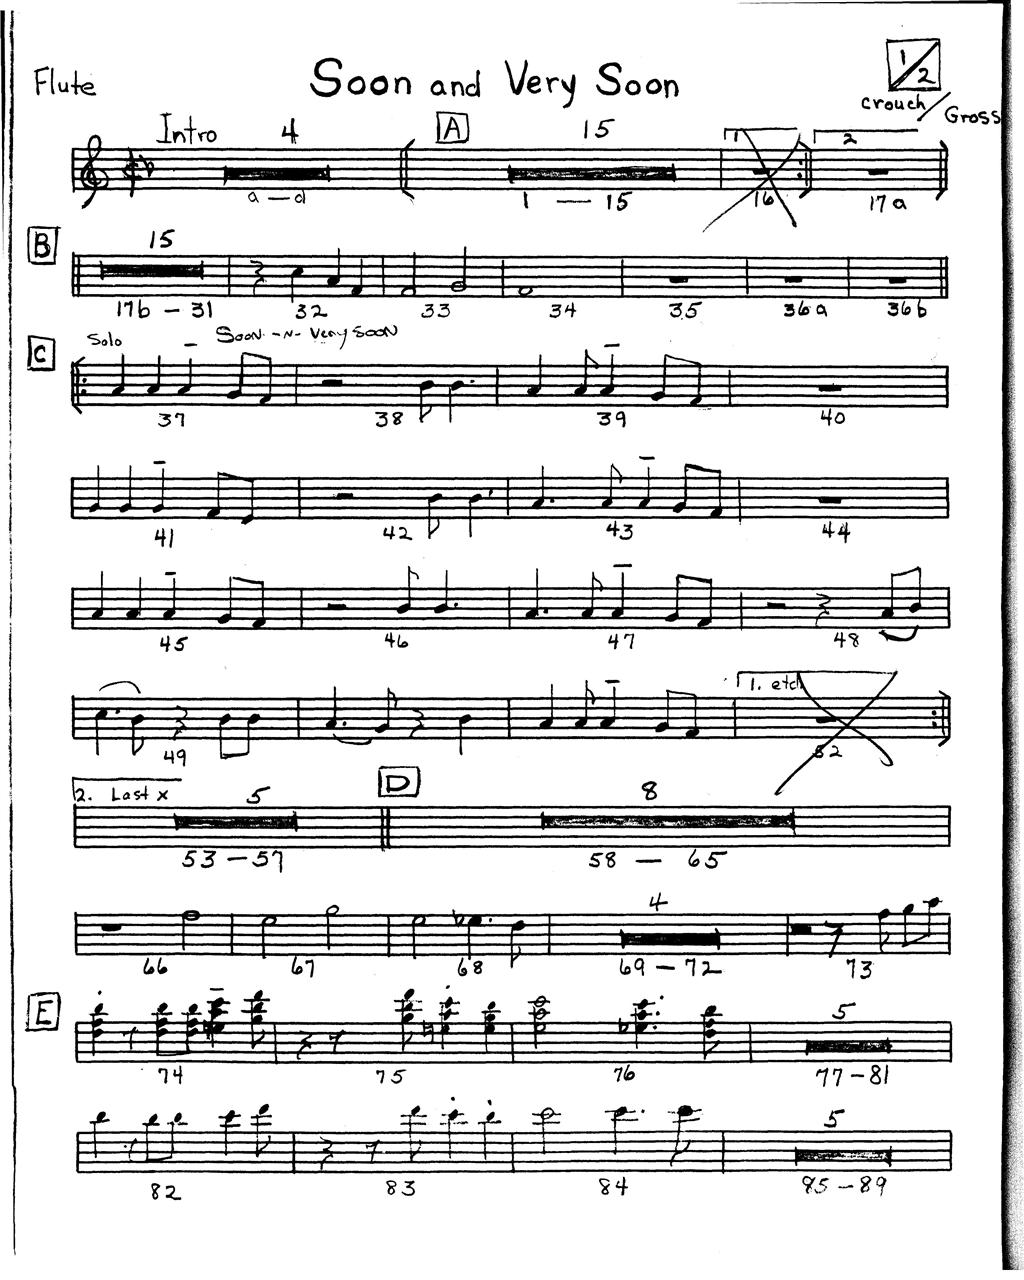 1/2
Flute
Soon and Very Soon
Crouch/Gross
Intro 4 A 15 1. 2
a — d 1 — 15 16 17a
B 15
17b — 31 32 33 34 35 36a 36b
C Solo Soon -n- Very Soon
37 38 39 40
41 42 43 44
45 46 47 48
1. etc
49 52
2. Last x 5 D 8
53 — 57 58 — 65
4
66 67 68 69 — 72 73
E 5
74 75 76 77 — 81
5
82 83 84 85 — 89